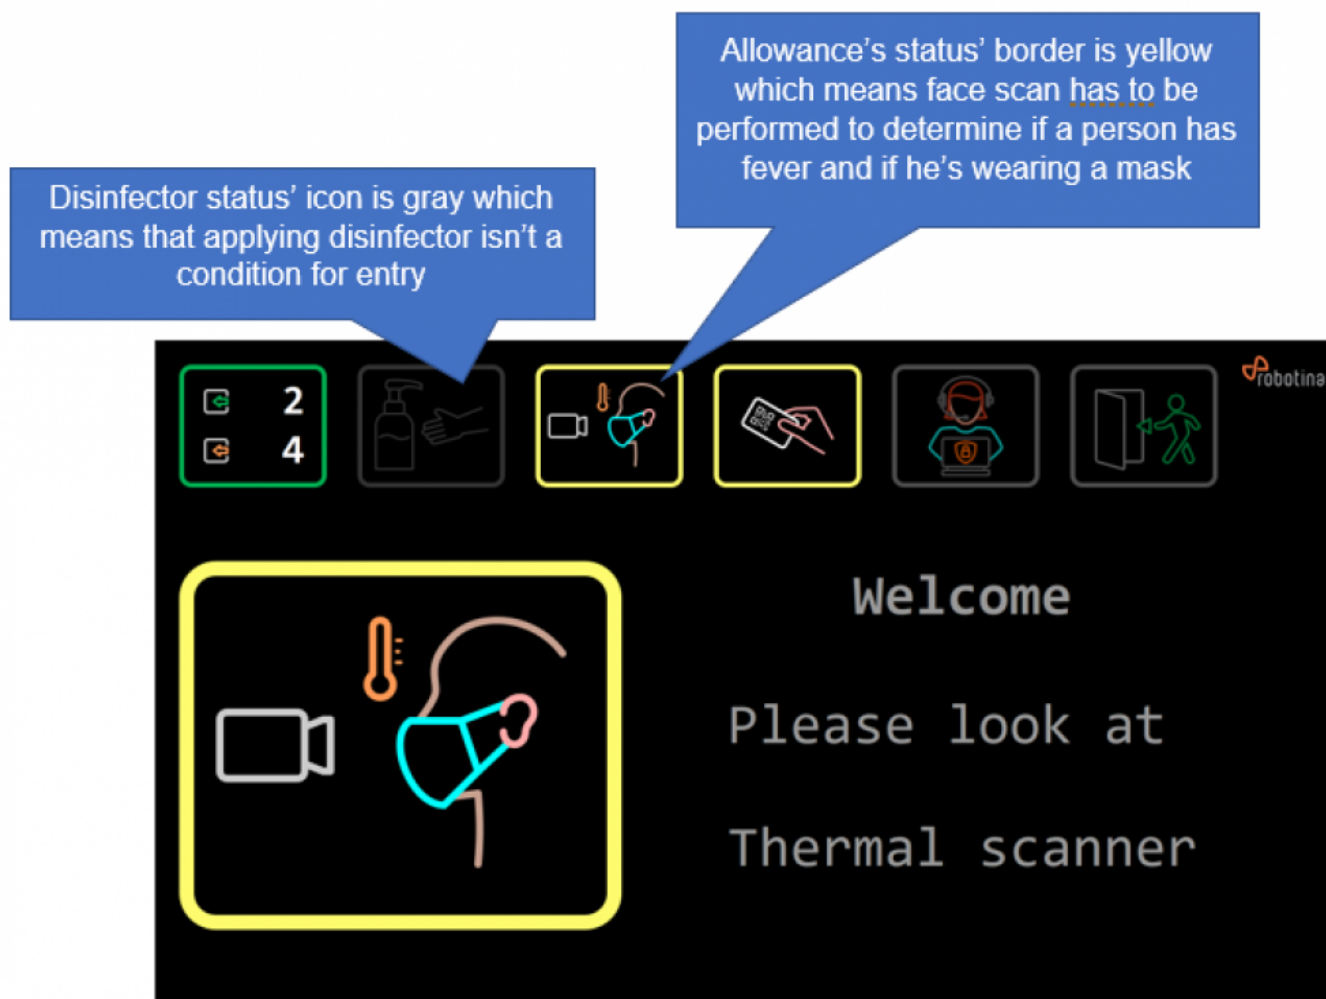 Allowance's status' border is yellow
which means face scan has to be
performed to determine if a person has
fever and if he's wearing a mask
Disinfector status' icon is gray which
means that applying disinfector isn't a
condition for entry
2
4
robotina
Welcome
Please look at
Thermal scanner